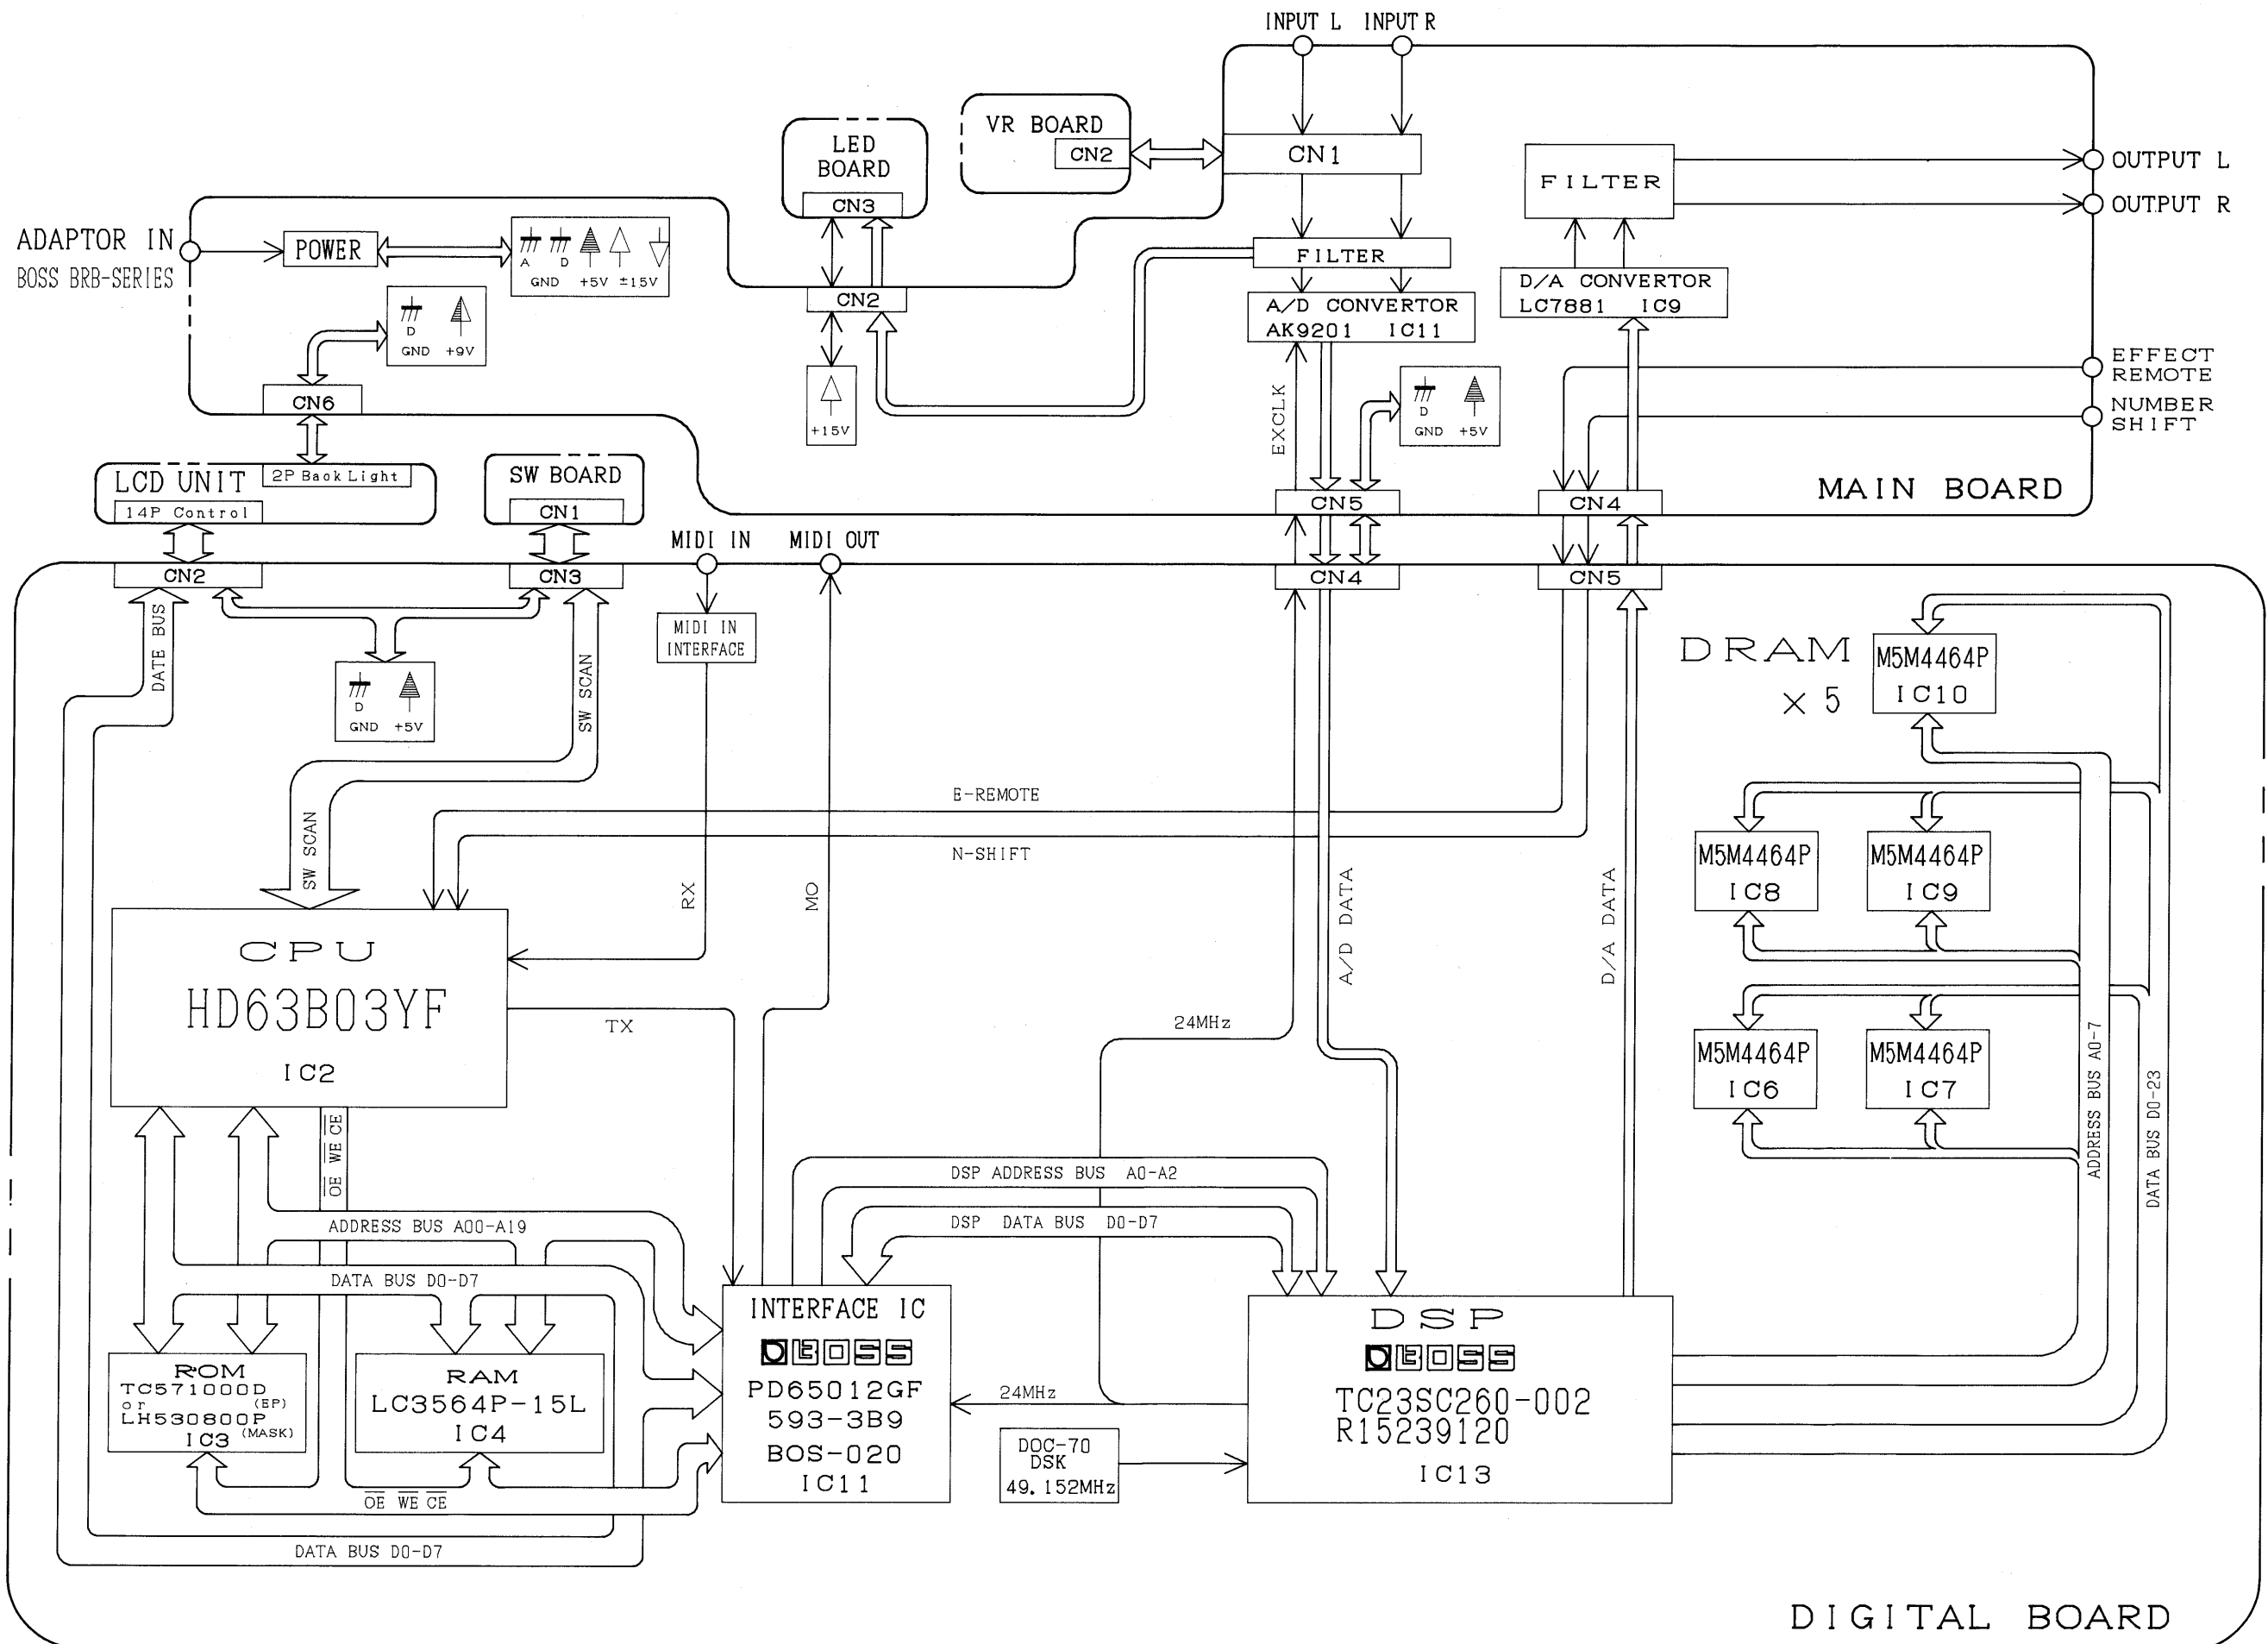 INPUT L INPUT R
VR BOARD
CN2
CN1
LED
BOARD
CN3
FILTER
OUTPUT L
OUTPUT R
ADAPTOR IN
BOSS BRB-SERIES
POWER
A D
GND +5V ±15V
FILTER
D/A CONVERTOR
LC7881 IC9
CN2
A/D CONVERTOR
AK9201 IC11
D
GND +9V
EFFECT
REMOTE
NUMBER
SHIFT
CN6
+15V
EXCLK
D
GND +5V
LCD UNIT
2P Back Light
14P Control
SW BOARD
CN1
CN5
CN4
MAIN BOARD
MIDI IN MIDI OUT
CN2
CN3
CN4
CN5
DATE BUS
SW SCAN
MIDI IN
INTERFACE
D
GND +5V
DRAM
× 5
M5M4464P
IC10
E-REMOTE
N-SHIFT
SW SCAN
RX
MO
A/D DATA
D/A DATA
M5M4464P
IC8
M5M4464P
IC9
CPU
HD63B03YF
IC2
TX
24MHz
M5M4464P
IC6
M5M4464P
IC7
ADDRESS BUS A0-7
DATA BUS D0-23
OE WE CE
DSP ADDRESS BUS A0-A2
DSP DATA BUS D0-D7
ADDRESS BUS A00-A19
DATA BUS D0-D7
INTERFACE IC
BOSS
PD65012GF
593-3B9
BOS-020
IC11
DSP
BOSS
TC23SC260-002
R15239120
IC13
ROM
TC571000D
or (EP)
LH530800P
IC3 (MASK)
RAM
LC3564P-15L
IC4
24MHz
DOC-70
DSK
49.152MHz
OE WE CE
DATA BUS D0-D7
DIGITAL BOARD